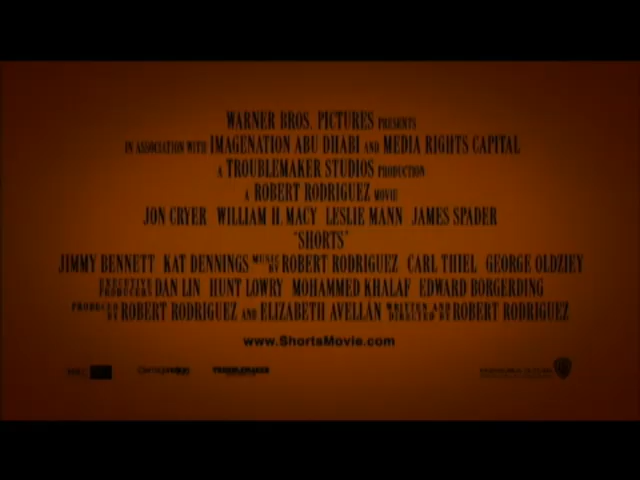 WARNER BROS. PICTURES PRESENTS
IN ASSOCIATION WITH IMAGENATION ABU DHABI AND MEDIA RIGHTS CAPITAL
A TROUBLEMAKER STUDIOS PRODUCTION
A ROBERT RODRIGUEZ MOVIE
JON CRYER WILLIAM H. MACY LESLIE MANN JAMES SPADER
"SHORTS"
JIMMY BENNETT KAT DENNINGS MUSIC BY ROBERT RODRIGUEZ CARL THIEL GEORGE OLDZIEY
EXECUTIVE PRODUCERS DAN LIN HUNT LOWRY MOHAMMED KHALAF EDWARD BORGERDING
PRODUCED BY ROBERT RODRIGUEZ AND ELIZABETH AVELLAN WRITTEN AND DIRECTED BY ROBERT RODRIGUEZ
www.ShortsMovie.com
TROUBLEMAKER